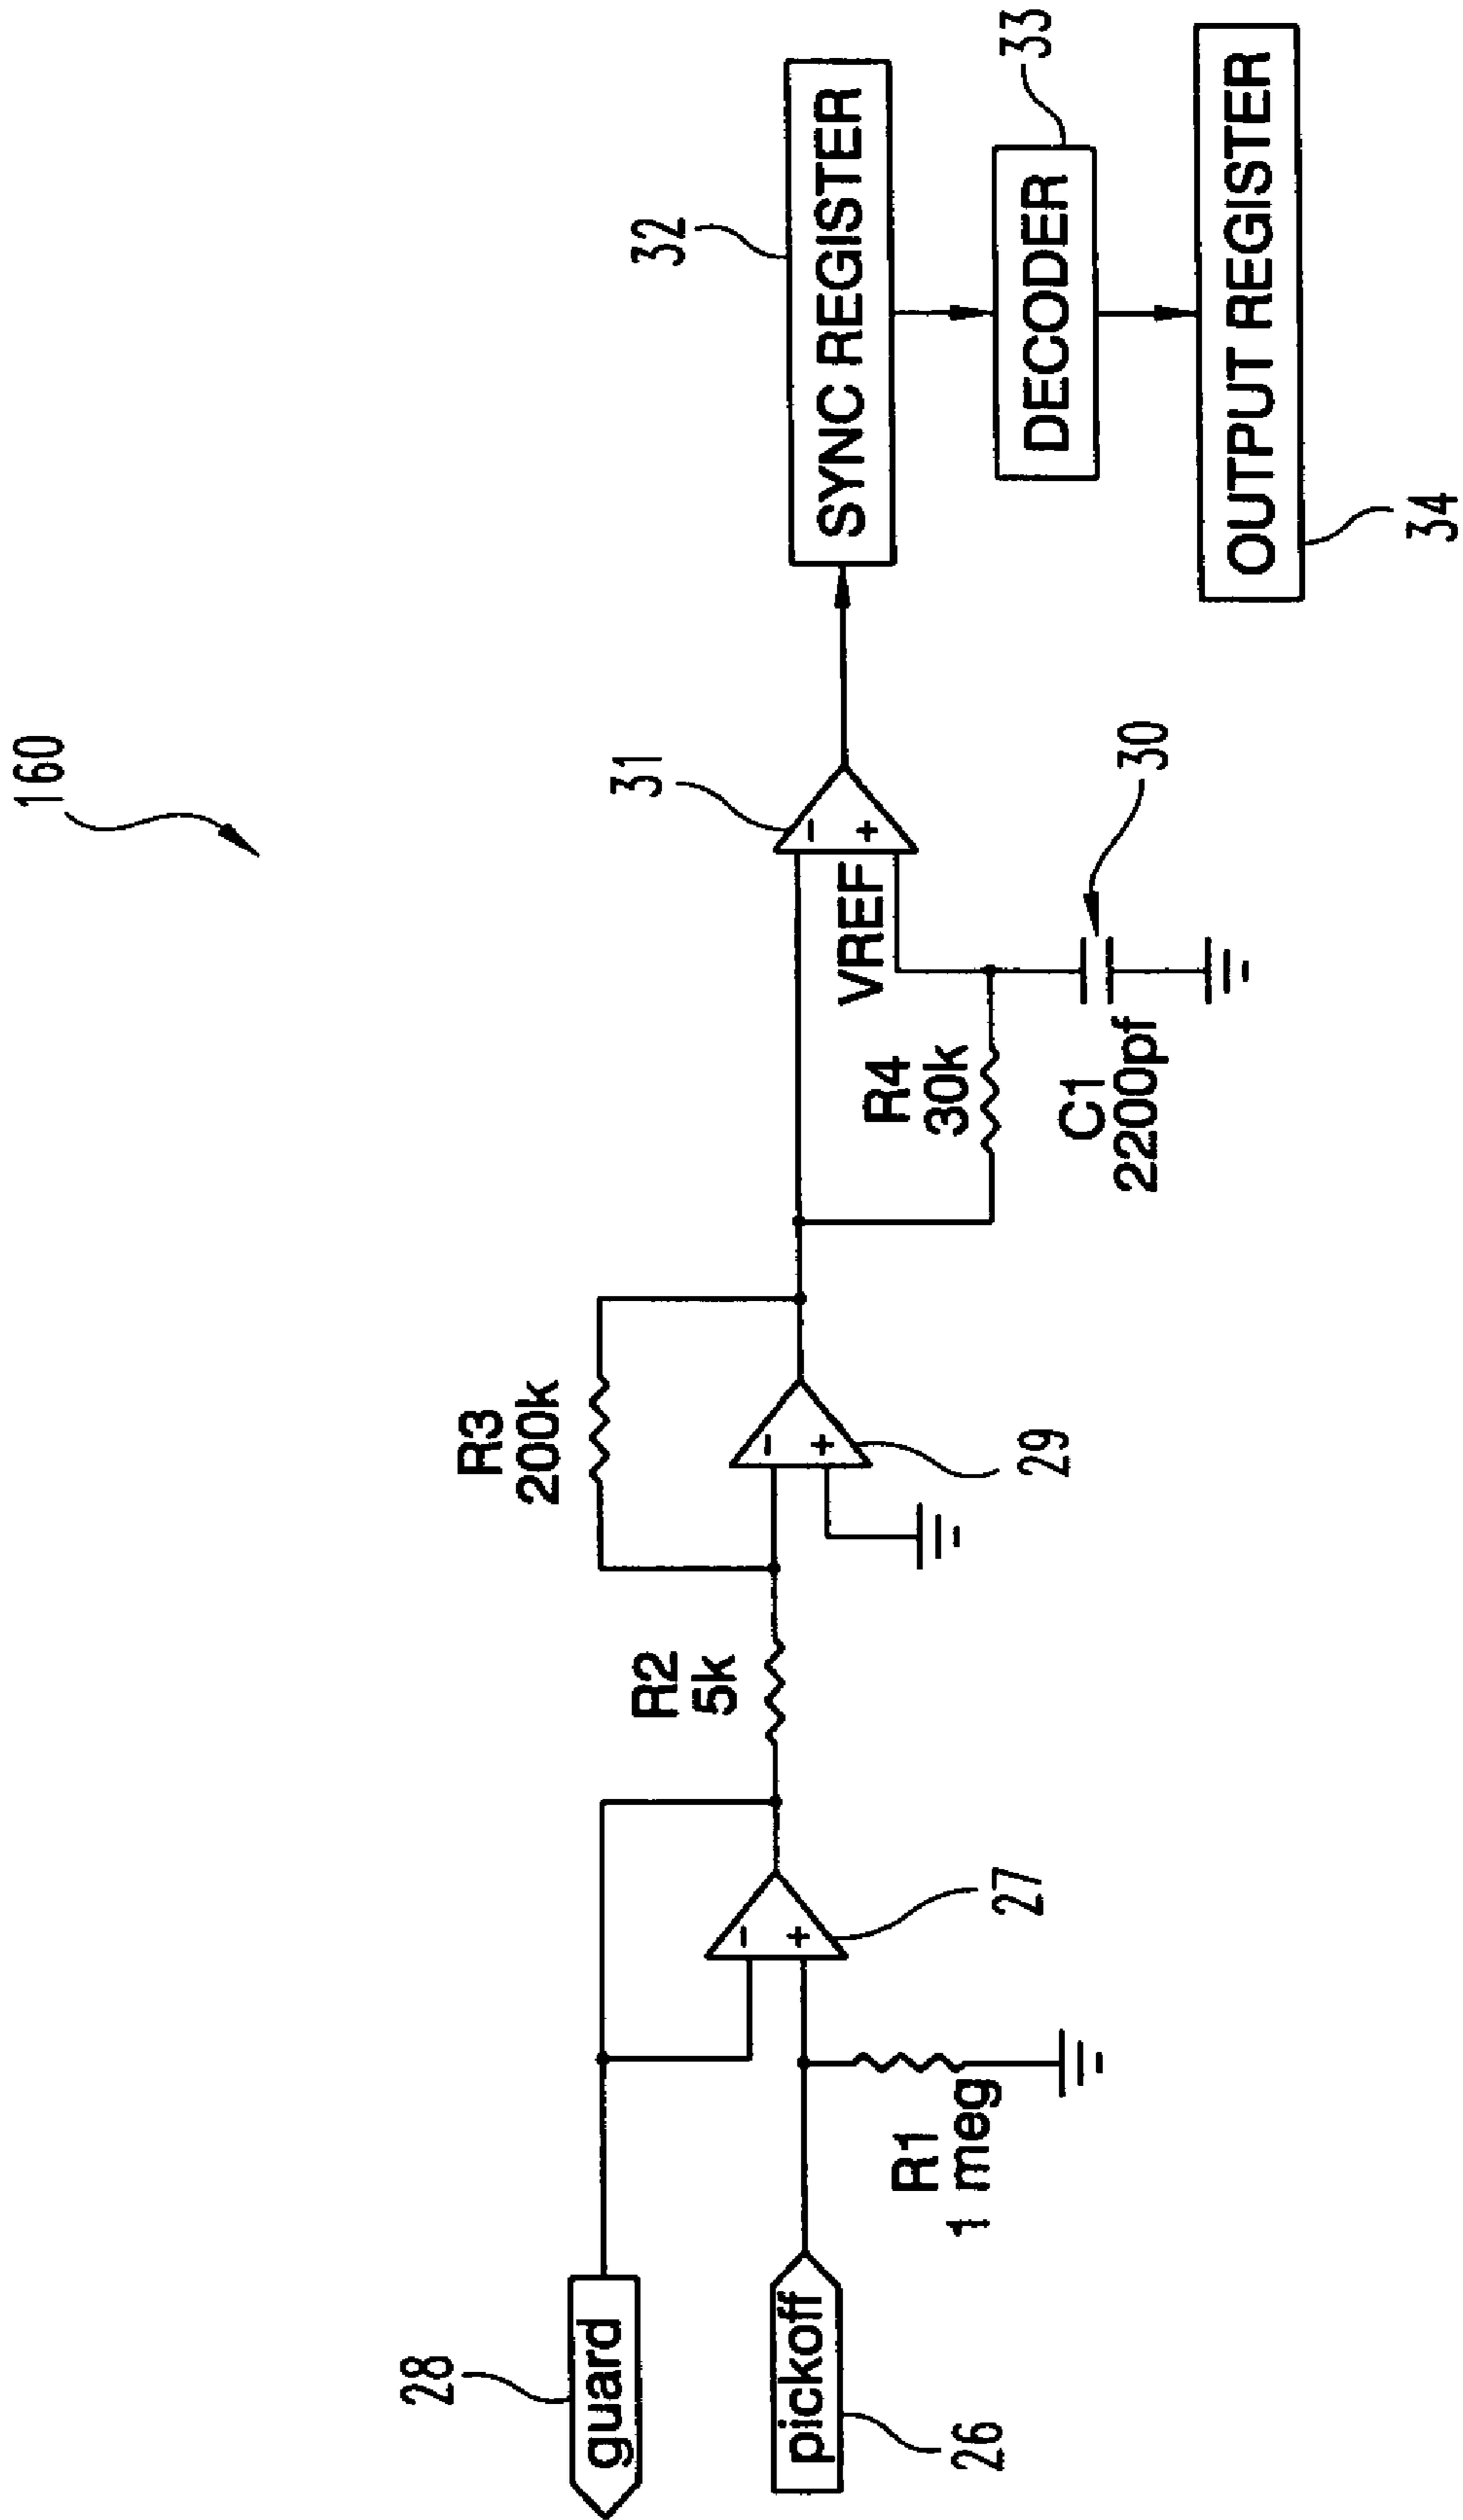 160
28
guard
26
pickoff
R1
1 meg
27
R2
5k
R3
200k
-
+
29
-
+
R4
30k
C1
2200pf
VREF
30
31
-
+
32
SYNC REGISTER
33
DECODER
34
OUTPUT REGISTER